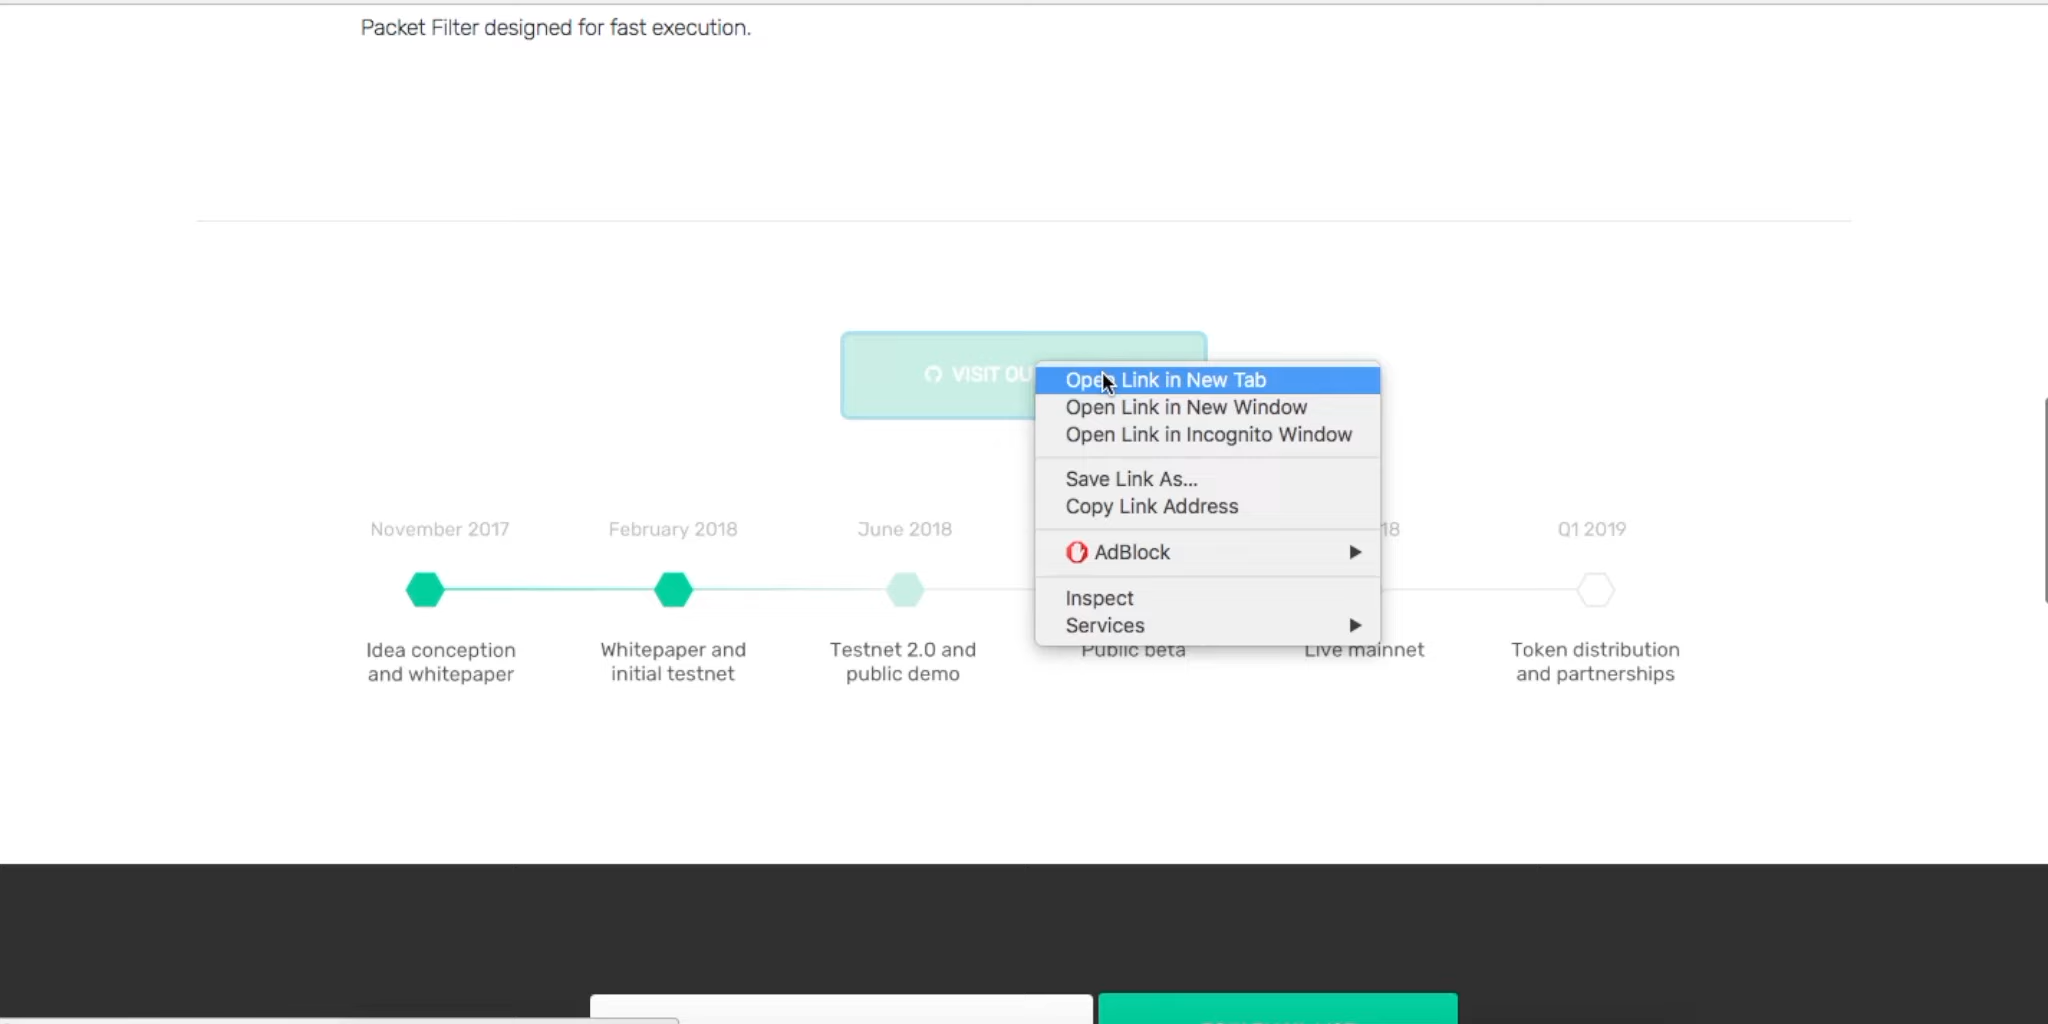 Packet Filter designed for fast execution.
VISIT
Open Link in New Tab
Open Link in New Window
Open Link in Incognito Window
Save Link As...
Copy Link Address
AdBlock
Inspect
Services
November 2017
February 2018
June 2018
18
Q1 2019
Idea conception
and whitepaper
Whitepaper and
initial testnet
Testnet 2.0 and
public demo
Public beta
Live mainnet
Token distribution
and partnerships